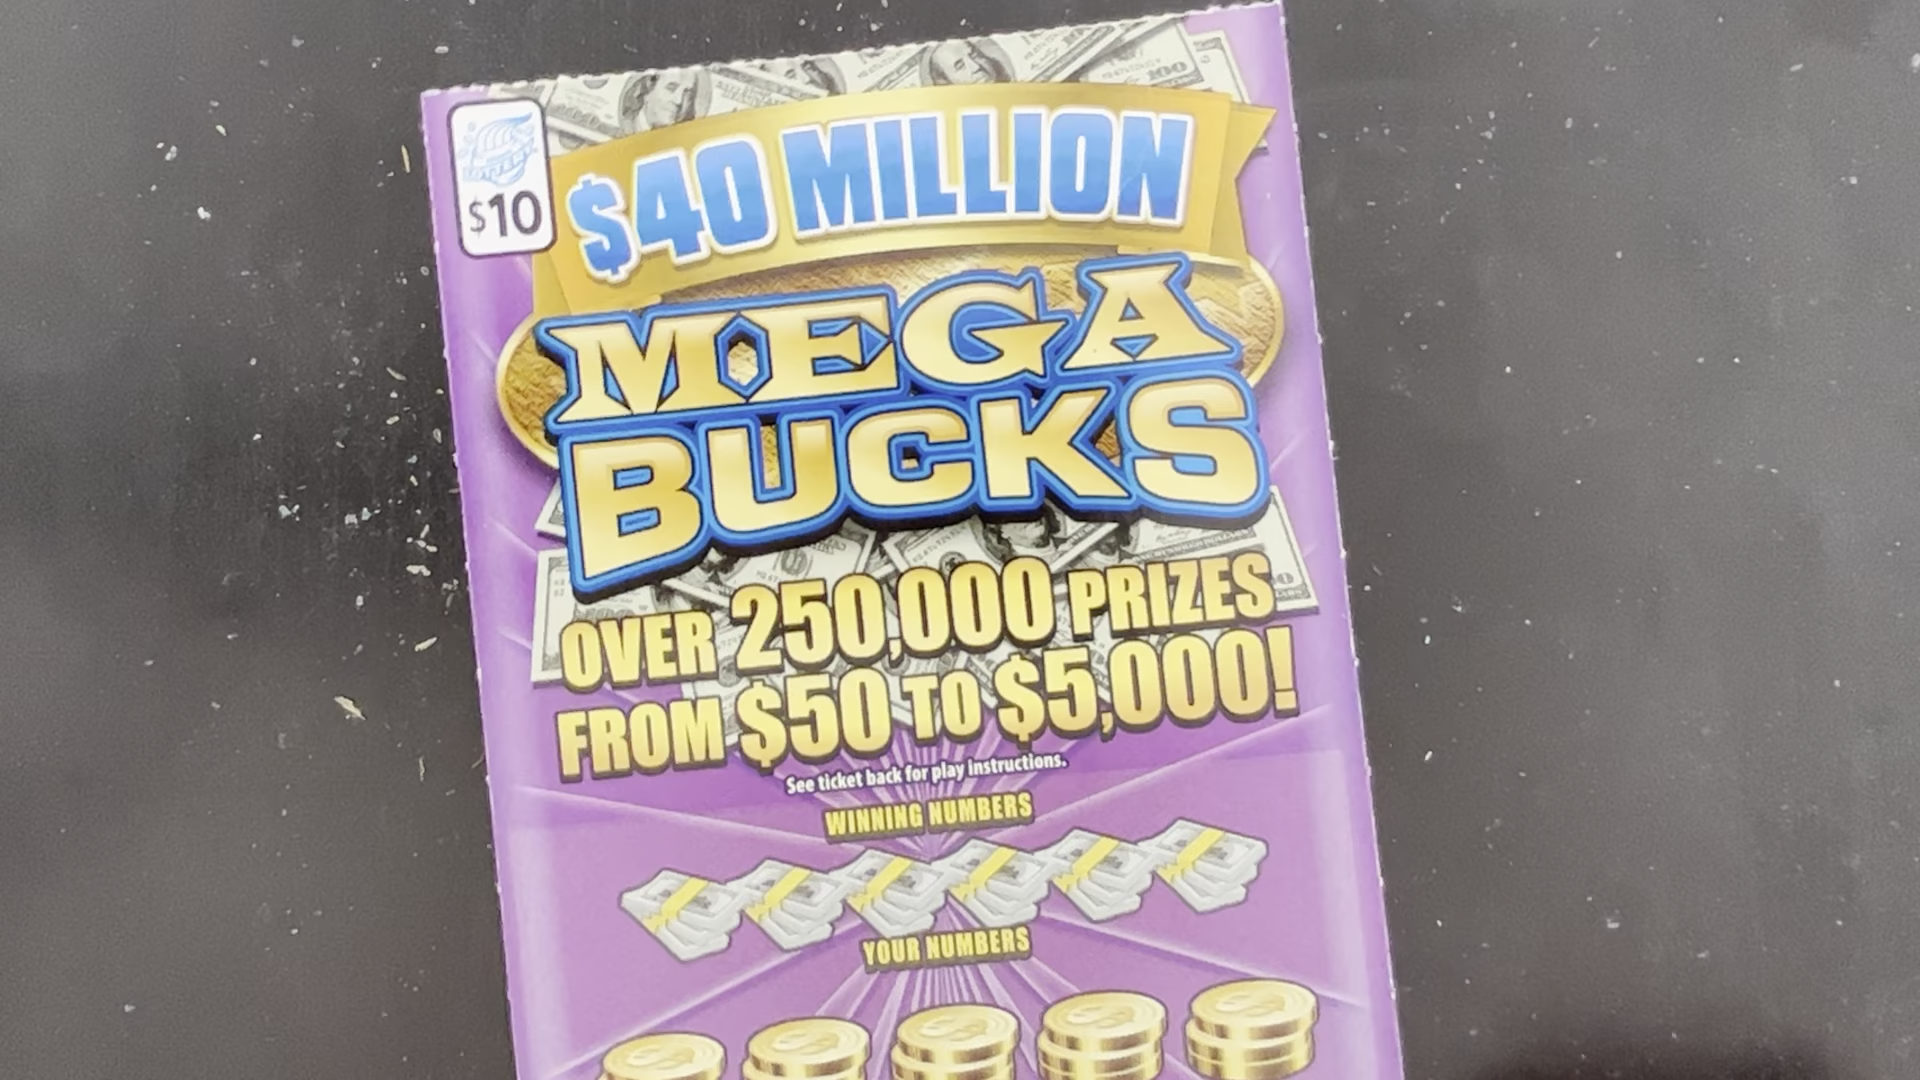 LOTTERY
$10
$40 MILLION
MEGA
BUCKS
OVER 250,000 PRIZES
FROM $50 TO $5,000!
See ticket back for play instructions.
WINNING NUMBERS
YOUR NUMBERS